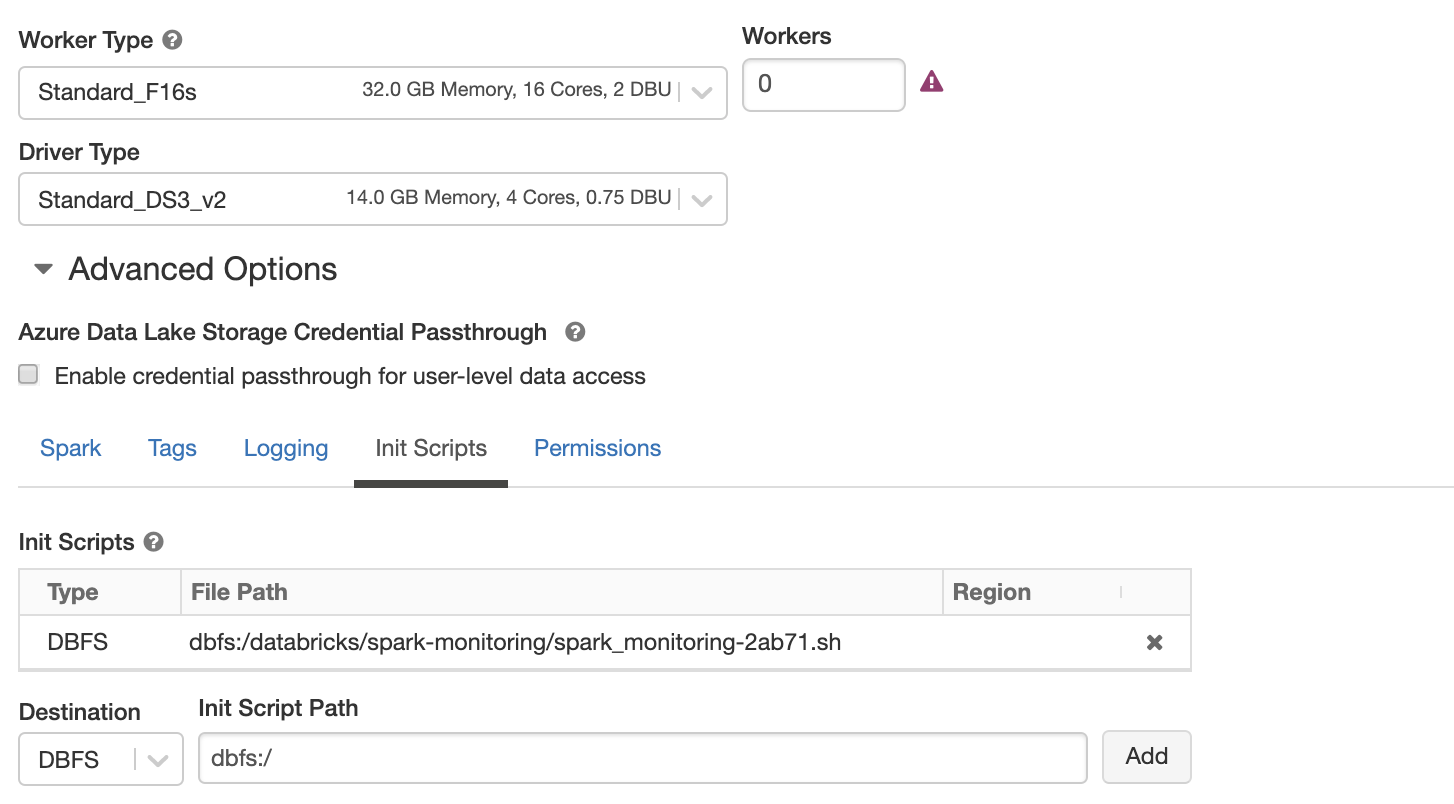 Worker Type
Workers
Standard_F16s 32.0 GB Memory, 16 Cores, 2 DBU
0
Driver Type
Standard_DS3_v2 14.0 GB Memory, 4 Cores, 0.75 DBU
Advanced Options
Azure Data Lake Storage Credential Passthrough
Enable credential passthrough for user-level data access
Spark Tags Logging Init Scripts Permissions
Init Scripts
Type File Path Region
DBFS dbfs:/databricks/spark-monitoring/spark_monitoring-2ab71.sh
Destination Init Script Path
DBFS dbfs:/ Add